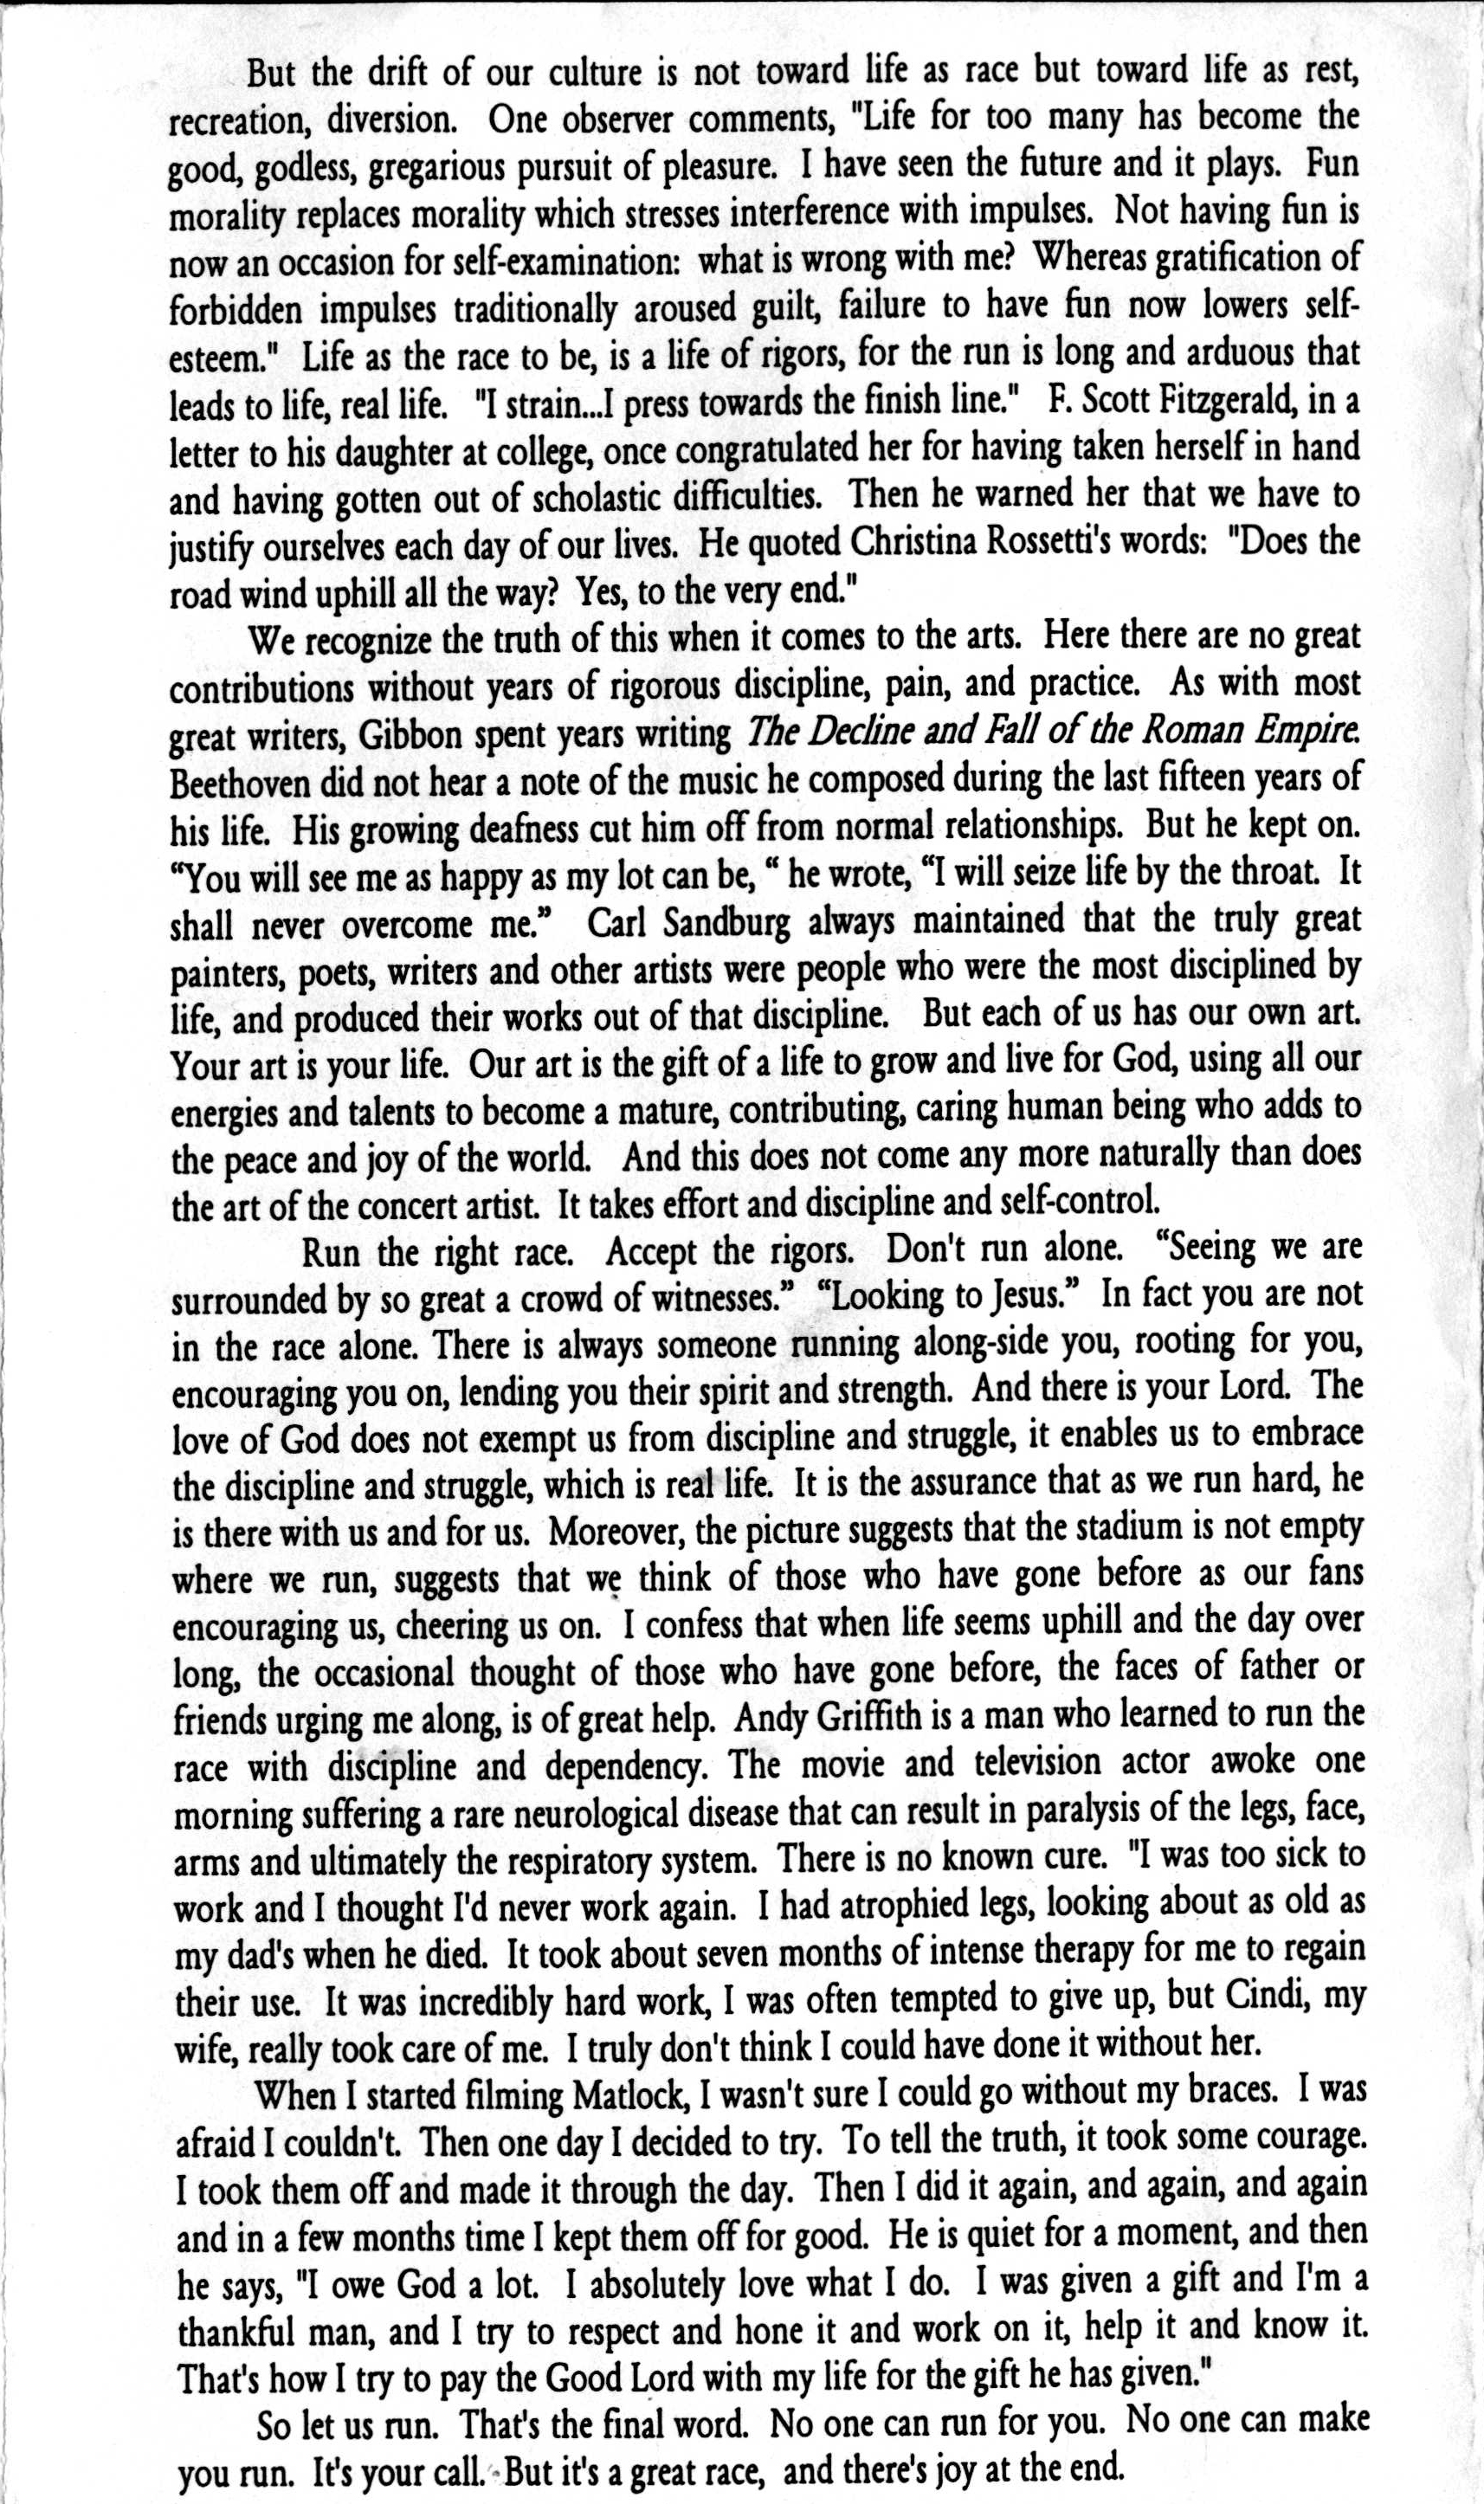 But the drift of our culture is not toward life as race but toward life as rest,
recreation, diversion. One observer comments, "Life for too many has become the
good, godless, gregarious pursuit of pleasure. I have seen the future and it plays. Fun
morality replaces morality which stresses interference with impulses. Not having fun is
now an occasion for self-examination: what is wrong with me? Whereas gratification of
forbidden impulses traditionally aroused guilt, failure to have fun now lowers self-
esteem." Life as the race to be, is a life of rigors, for the run is long and arduous that
leads to life, real life. "I strain...I press towards the finish line." F. Scott Fitzgerald, in a
letter to his daughter at college, once congratulated her for having taken herself in hand
and having gotten out of scholastic difficulties. Then he warned her that we have to
justify ourselves each day of our lives. He quoted Christina Rossetti's words: "Does the
road wind uphill all the way? Yes, to the very end."
We recognize the truth of this when it comes to the arts. Here there are no great
contributions without years of rigorous discipline, pain, and practice. As with most
great writers, Gibbon spent years writing The Decline and Fall of the Roman Empire.
Beethoven did not hear a note of the music he composed during the last fifteen years of
his life. His growing deafness cut him off from normal relationships. But he kept on.
“You will see me as happy as my lot can be, “ he wrote, “I will seize life by the throat. It
shall never overcome me.” Carl Sandburg always maintained that the truly great
painters, poets, writers and other artists were people who were the most disciplined by
life, and produced their works out of that discipline. But each of us has our own art.
Your art is your life. Our art is the gift of a life to grow and live for God, using all our
energies and talents to become a mature, contributing, caring human being who adds to
the peace and joy of the world. And this does not come any more naturally than does
the art of the concert artist. It takes effort and discipline and self-control.
Run the right race. Accept the rigors. Don't run alone. “Seeing we are
surrounded by so great a crowd of witnesses.” “Looking to Jesus.” In fact you are not
in the race alone. There is always someone running along-side you, rooting for you,
encouraging you on, lending you their spirit and strength. And there is your Lord. The
love of God does not exempt us from discipline and struggle, it enables us to embrace
the discipline and struggle, which is real life. It is the assurance that as we run hard, he
is there with us and for us. Moreover, the picture suggests that the stadium is not empty
where we run, suggests that we think of those who have gone before as our fans
encouraging us, cheering us on. I confess that when life seems uphill and the day over
long, the occasional thought of those who have gone before, the faces of father or
friends urging me along, is of great help. Andy Griffith is a man who learned to run the
race with discipline and dependency. The movie and television actor awoke one
morning suffering a rare neurological disease that can result in paralysis of the legs, face,
arms and ultimately the respiratory system. There is no known cure. "I was too sick to
work and I thought I'd never work again. I had atrophied legs, looking about as old as
my dad's when he died. It took about seven months of intense therapy for me to regain
their use. It was incredibly hard work, I was often tempted to give up, but Cindi, my
wife, really took care of me. I truly don't think I could have done it without her.
When I started filming Matlock, I wasn't sure I could go without my braces. I was
afraid I couldn't. Then one day I decided to try. To tell the truth, it took some courage.
I took them off and made it through the day. Then I did it again, and again, and again
and in a few months time I kept them off for good. He is quiet for a moment, and then
he says, "I owe God a lot. I absolutely love what I do. I was given a gift and I'm a
thankful man, and I try to respect and hone it and work on it, help it and know it.
That's how I try to pay the Good Lord with my life for the gift he has given."
So let us run. That's the final word. No one can run for you. No one can make
you run. It's your call. But it's a great race, and there's joy at the end.